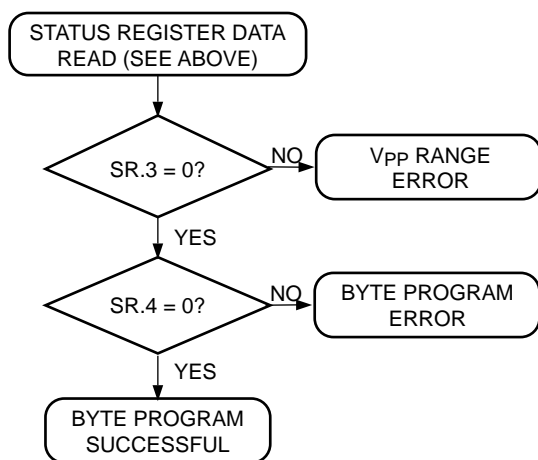 STATUS REGISTER DATA
READ (SEE ABOVE)
SR.3 = 0?
NO
VPP RANGE
ERROR
YES
SR.4 = 0?
NO
BYTE PROGRAM
ERROR
YES
BYTE PROGRAM
SUCCESSFUL